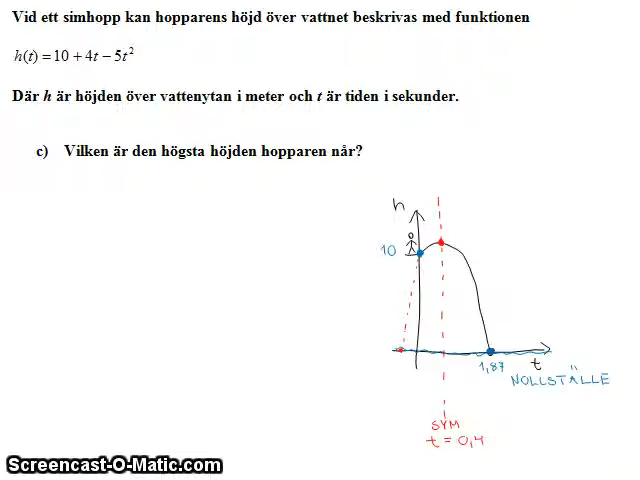 Vid ett simhopp kan hopparens höjd över vattnet beskrivas med funktionen
h(t) = 10 + 4t − 5t²
Där h är höjden över vattenytan i meter och t är tiden i sekunder.
c) Vilken är den högsta höjden hopparen når?
h
10
1,87
t
NOLLSTÄLLE
SYM
t = 0,4
Screencast-O-Matic.com